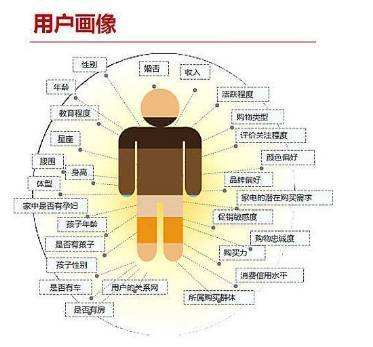 用户画像
性别
婚否
收入
年龄
活跃程度
教育程度
购物类型
星座
评价关注程度
腰围
身高
颜色偏好
体型
品牌偏好
家中是否有孕妇
家电的潜在购买需求
孩子年龄
促销敏感度
是否有孩子
购物忠诚度
孩子性别
购买力
是否有车
用户的关系网
消费信用水平
是否有房
所属购买群体